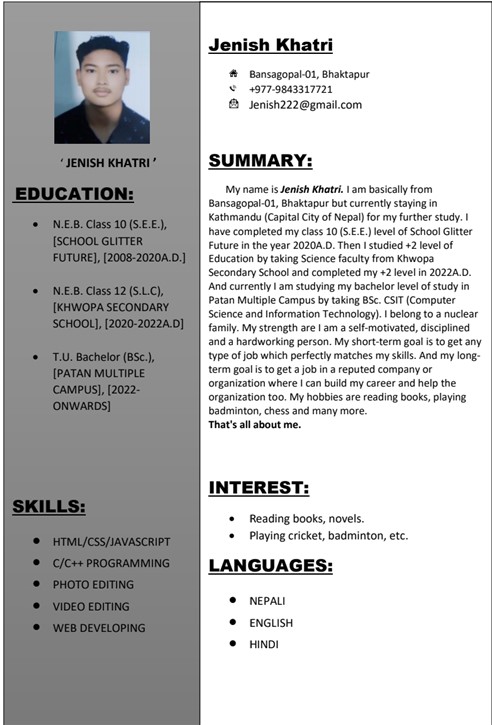 ‘ JENISH KHATRI ’
EDUCATION:
• N.E.B. Class 10 (S.E.E.),
[SCHOOL GLITTER
FUTURE], [2008-2020A.D.]
• N.E.B. Class 12 (S.L.C),
[KHWOPA SECONDARY
SCHOOL], [2020-2022A.D]
• T.U. Bachelor (BSc.),
[PATAN MULTIPLE
CAMPUS], [2022-
ONWARDS]
SKILLS:
• HTML/CSS/JAVASCRIPT
• C/C++ PROGRAMMING
• PHOTO EDITING
• VIDEO EDITING
• WEB DEVELOPING
Jenish Khatri
Bansagopal-01, Bhaktapur
+977-9843317721
Jenish222@gmail.com
SUMMARY:
My name is Jenish Khatri. I am basically from
Bansagopal-01, Bhaktapur but currently staying in
Kathmandu (Capital City of Nepal) for my further study. I
have completed my class 10 (S.E.E.) level of School Glitter
Future in the year 2020A.D. Then I studied +2 level of
Education by taking Science faculty from Khwopa
Secondary School and completed my +2 level in 2022A.D.
And currently I am studying my bachelor level of study in
Patan Multiple Campus by taking BSc. CSIT (Computer
Science and Information Technology). I belong to a nuclear
family. My strength are I am a self-motivated, disciplined
and a hardworking person. My short-term goal is to get any
type of job which perfectly matches my skills. And my long-
term goal is to get a job in a reputed company or
organization where I can build my career and help the
organization too. My hobbies are reading books, playing
badminton, chess and many more.
That's all about me.
INTEREST:
• Reading books, novels.
• Playing cricket, badminton, etc.
LANGUAGES:
• NEPALI
• ENGLISH
• HINDI